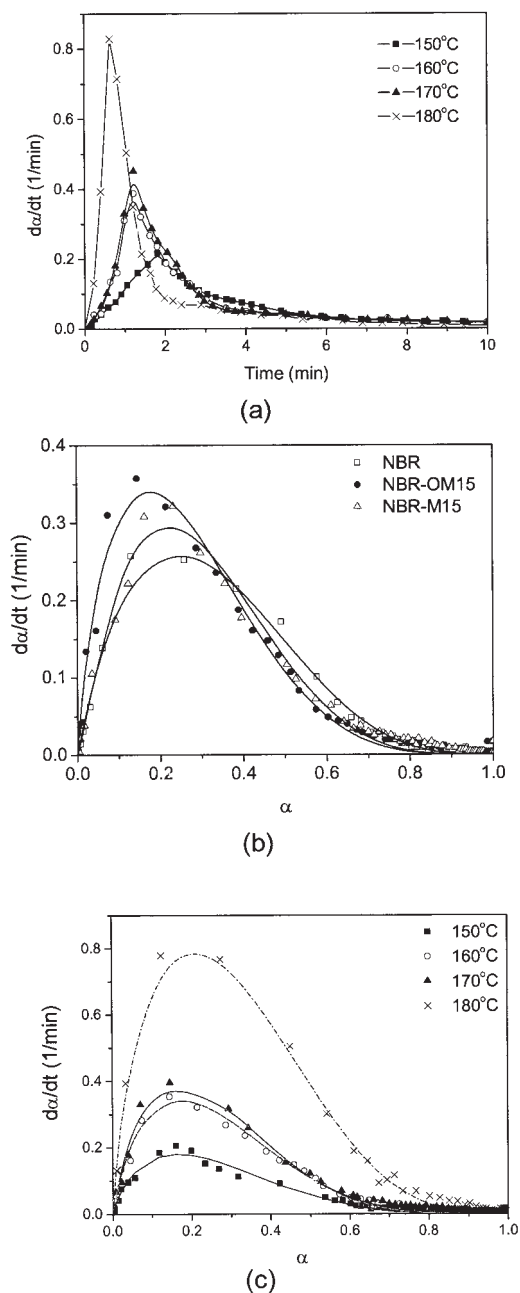 0.8
0.6
0.4
0.2
0.0
dα/dt (1/min)
150°C
160°C
170°C
180°C
0 2 4 6 8 10
Time (min)
(a)
0.4
0.3
0.2
0.1
0.0
dα/dt (1/min)
NBR
NBR-OM15
NBR-M15
0.0 0.2 0.4 0.6 0.8 1.0
α
(b)
0.8
0.6
0.4
0.2
0.0
dα/dt (1/min)
150°C
160°C
170°C
180°C
0.0 0.2 0.4 0.6 0.8 1.0
α
(c)